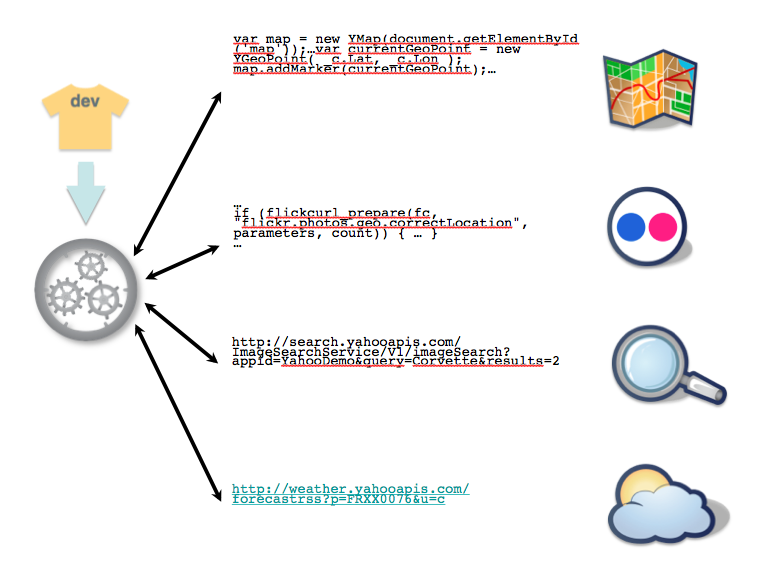 dev
var map = new YMap(document.getElementById
('map'));…var currentGeoPoint = new
YGeoPoint( _c.Lat, _c.Lon );
map.addMarker(currentGeoPoint);…
…
if (flickcurl_prepare(fc,
"flickr.photos.geo.correctLocation",
parameters, count)) { … }
…
http://search.yahooapis.com/
ImageSearchService/V1/imageSearch?
appid=YahooDemo&query=Corvette&results=2
http://weather.yahooapis.com/
forecastrss?p=FRXX0076&u=c